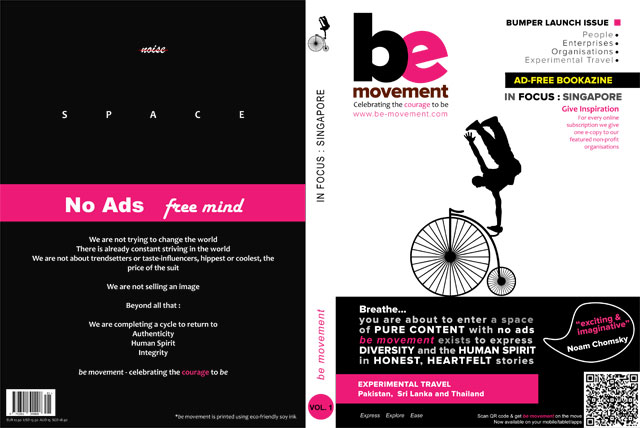 noise
S P A C E
No Ads free mind
We are not trying to change the world
There is already constant striving in the world
We are not about trendsetters or taste-influencers, hippest or coolest, the
price of the suit
We are not selling an image
Beyond all that :
We are completing a cycle to return to
Authenticity
Human Spirit
Integrity
be movement - celebrating the courage to be
*be movement is printed using eco-friendly soy ink.
IN FOCUS : SINGAPORE
be movement
VOL. 1
be
movement
Celebrating the courage to be
www.be-movement.com
BUMPER LAUNCH ISSUE
People
Enterprises
Organisations
Experimental Travel
AD-FREE BOOKAZINE
IN FOCUS : SINGAPORE
Give Inspiration
For every online
subscription we give
one e-copy to our
featured non-profit
organisations
Breathe...
you are about to enter a space
of PURE CONTENT with no ads
be movement exists to express
DIVERSITY and the HUMAN SPIRIT
in HONEST, HEARTFELT stories
"exciting &
imaginative"
Noam Chomsky
EXPERIMENTAL TRAVEL
Pakistan, Sri Lanka and Thailand
Express Explore Ease
Scan QR code & get be movement on the move
Now available on your mobile/tablet/apps